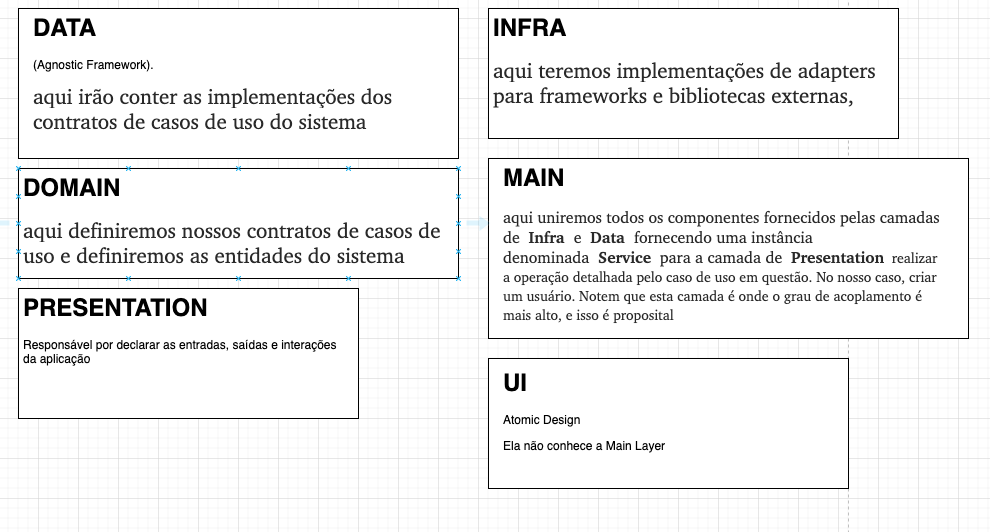 DATA
(Agnostic Framework).
aqui irão conter as implementações dos
contratos de casos de uso do sistema
DOMAIN
aqui definiremos nossos contratos de casos de
uso e definiremos as entidades do sistema
PRESENTATION
Responsável por declarar as entradas, saídas e interações
da aplicação
INFRA
aqui teremos implementações de adapters
para frameworks e bibliotecas externas,
MAIN
aqui uniremos todos os componentes fornecidos pelas camadas
de Infra e Data fornecendo uma instância
denominada Service para a camada de Presentation realizar
a operação detalhada pelo caso de uso em questão. No nosso caso, criar
um usuário. Notem que esta camada é onde o grau de acoplamento é
mais alto, e isso é proposital
UI
Atomic Design
Ela não conhece a Main Layer